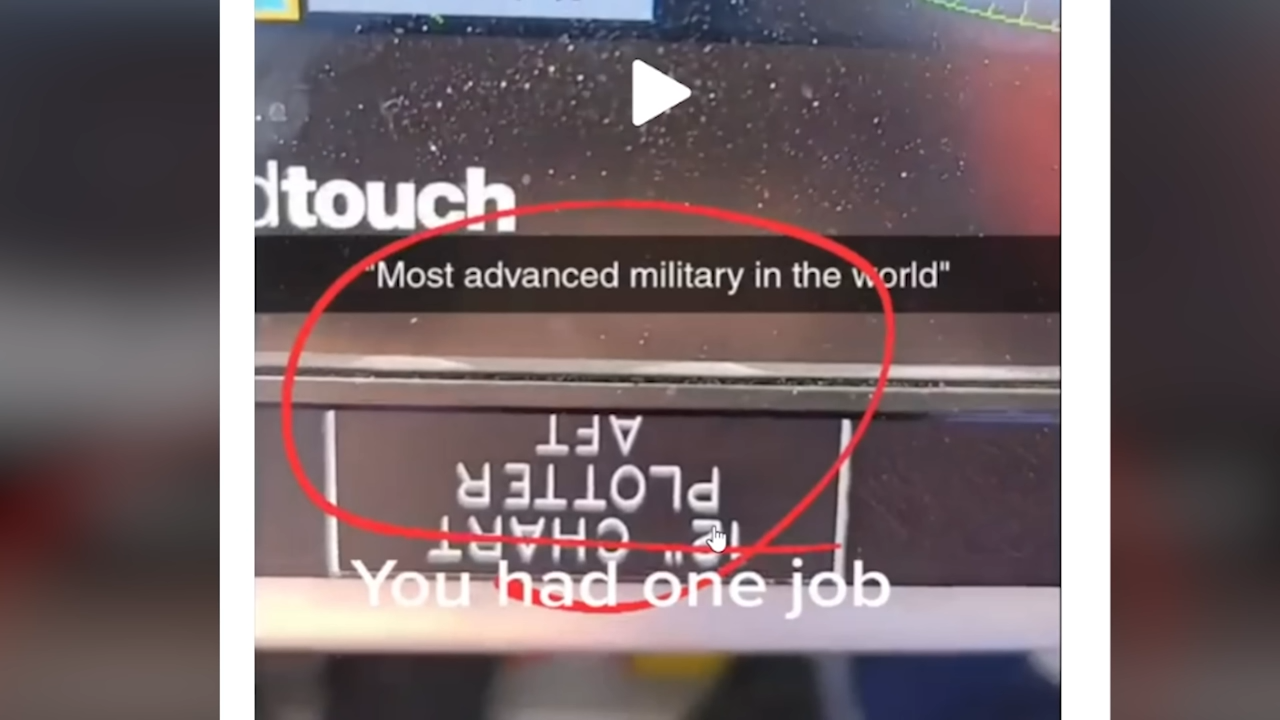 dtouch
"Most advanced military in the world"
12" CHART
PLOTTER
AFT
You had one job